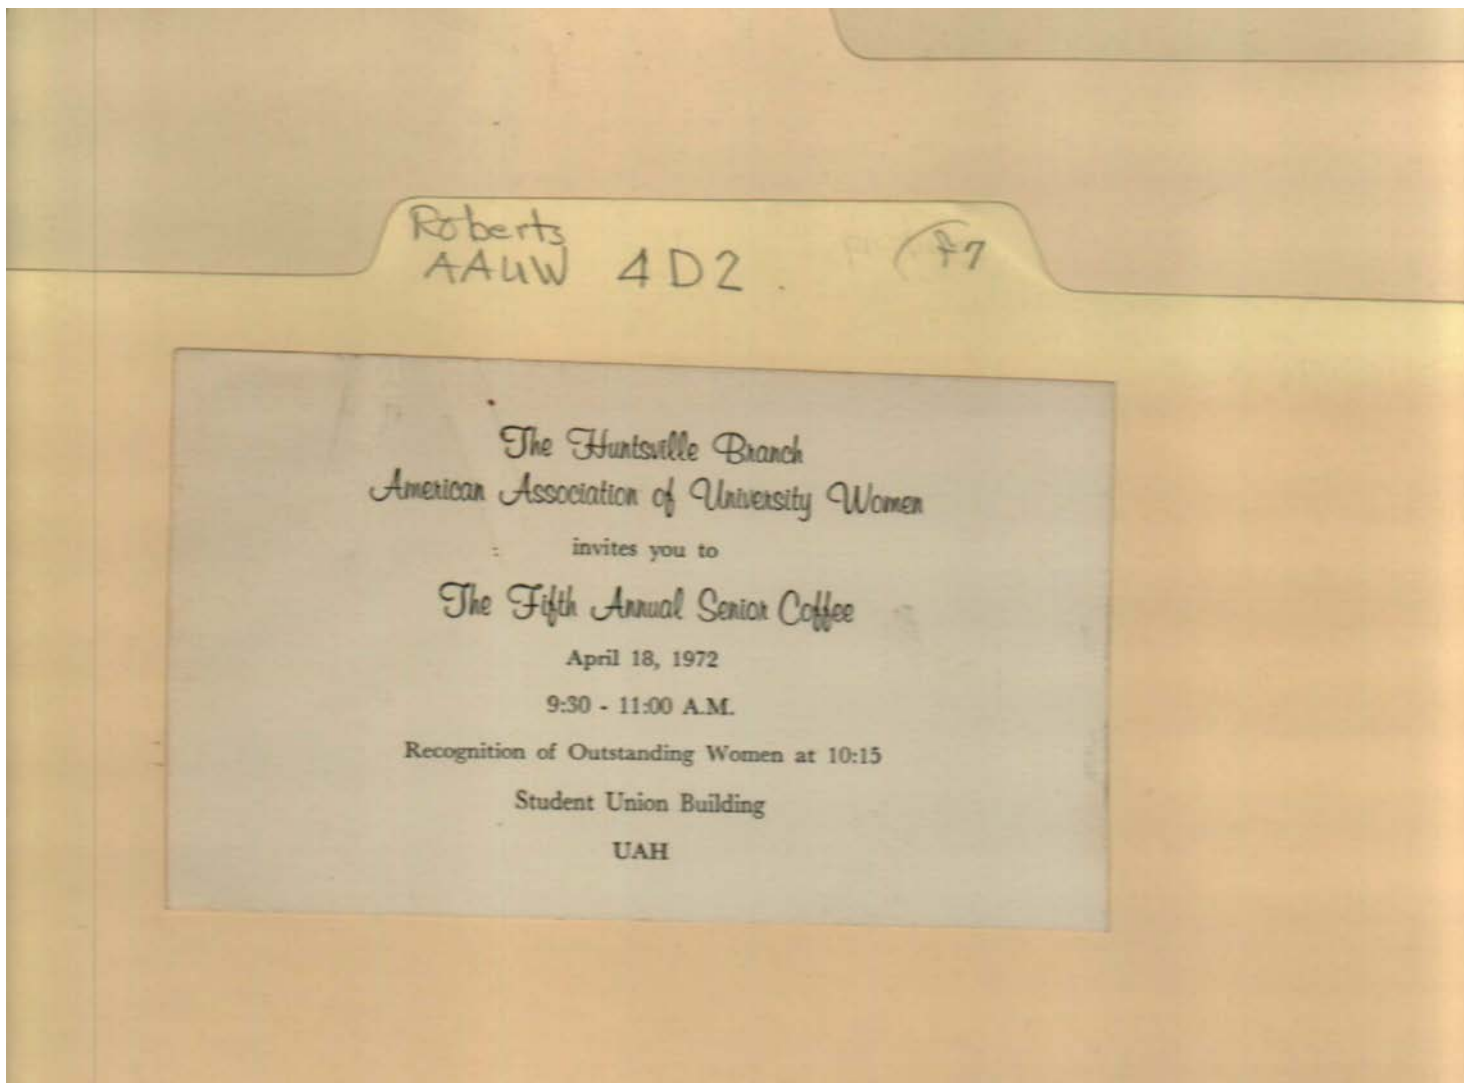 Roberts
AAUW 4D2 f7
The Huntsville Branch
American Association of University Women
invites you to
The Fifth Annual Senior Coffee
April 18, 1972
9:30 - 11:00 A.M.
Recognition of Outstanding Women at 10:15
Student Union Building
UAH